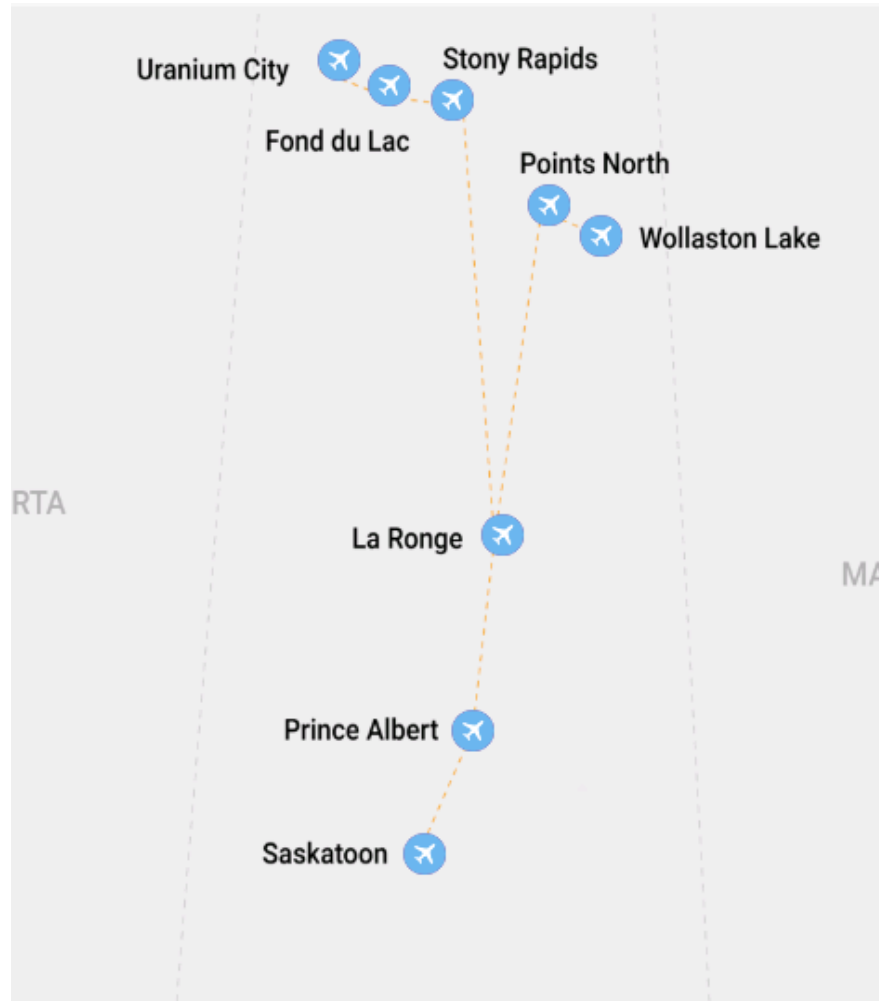 Stony Rapids
Uranium City
Fond du Lac
Points North
Wollaston Lake
RTA
La Ronge
MA
Prince Albert
Saskatoon